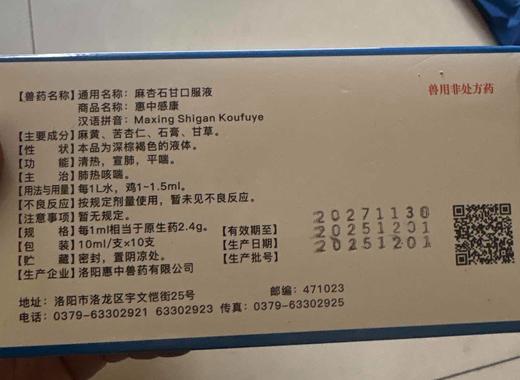 兽用非处方药
【兽药名称】通用名称：麻杏石甘口服液
商品名称：惠中感康
汉语拼音：Maxing Shigan Koufuye
【主要成分】麻黄、苦杏仁、石膏、甘草。
【性 状】本品为深棕褐色的液体。
【功 能】清热，宣肺，平喘。
【主 治】肺热咳喘。
【用法与用量】每1L水，鸡1~1.5ml。
【不良反应】按规定剂量使用，暂未见不良反应。
【注意事项】暂无规定。
【规 格】每1ml相当于原生药2.4g。
【包 装】10ml/支×10支
【贮 藏】密封，置阴凉处。
【生产企业】洛阳惠中兽药有限公司
【有效期至】20271130
【生产日期】20251201
【生产批号】20251201
地址：洛阳市洛龙区宇文恺街25号 邮编：471023
电话：0379-63302921 63302923 传真：0379-63302925